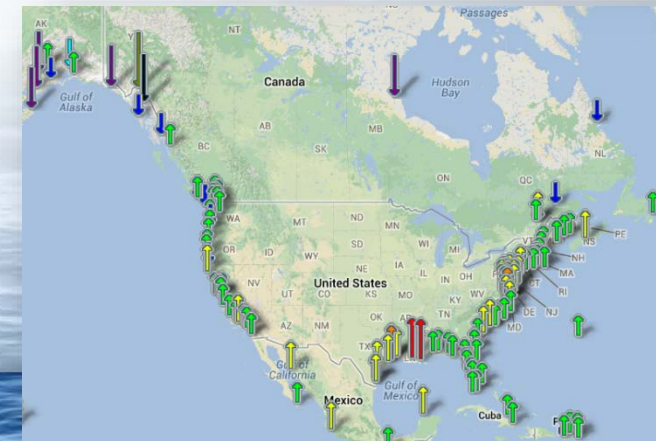 Passages
AK
NT
Canada
Hudson
Bay
Gulf of
Alaska
BC
AB
SK
MB
ON
QC
NL
WA
MT
ND
MN
PE
NS
OR
ID
WY
SD
WI
MI
VT
NH
MA
NV
UT
United States
CO
NE
KS
IA
MO
IL
IN
OH
KY
CT
RI
NJ
DE
MD
AZ
NM
OK
TN
TX
Gulf of
California
Mexico
Gulf of
Mexico
Cuba